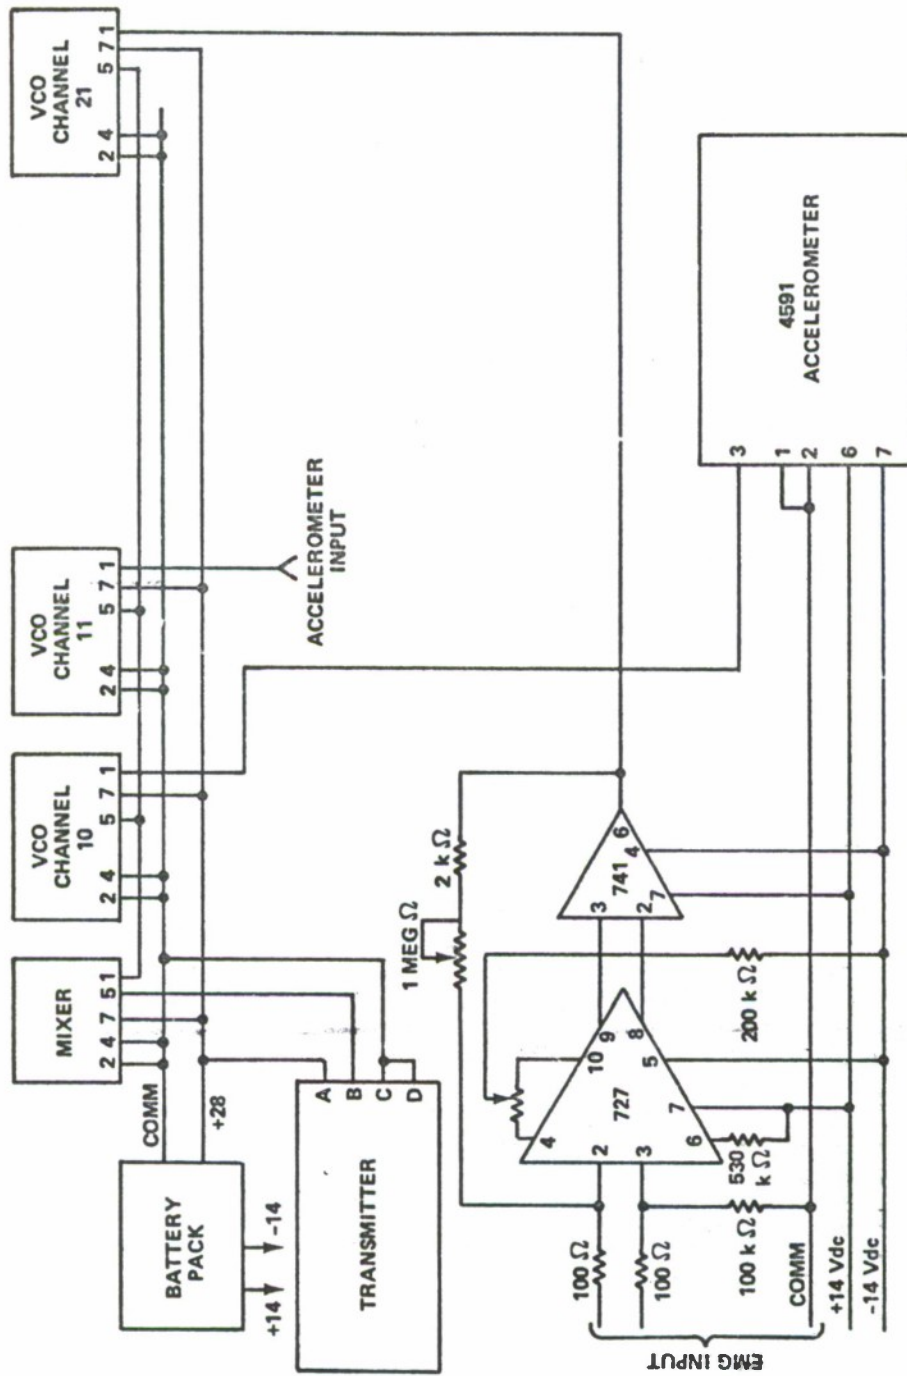 BATTERY
PACK
COMM
+28
+14
-14
MIXER
2 4 7 5 1
VCO
CHANNEL
10
2 4 5 7 1
VCO
CHANNEL
11
2 4 5 7 1
VCO
CHANNEL
21
2 4 5 7 1
TRANSMITTER
A
B
C
D
ACCELEROMETER
INPUT
1 MEG Ω
2 kΩ
4
10
2
9
727
3
8
6
7
5
3
6
741
2
7
4
100 Ω
100 Ω
530
kΩ
100 kΩ
200 kΩ
COMM
+14 Vdc
-14 Vdc
EMG INPUT
3
1
2
6
7
4591
ACCELEROMETER